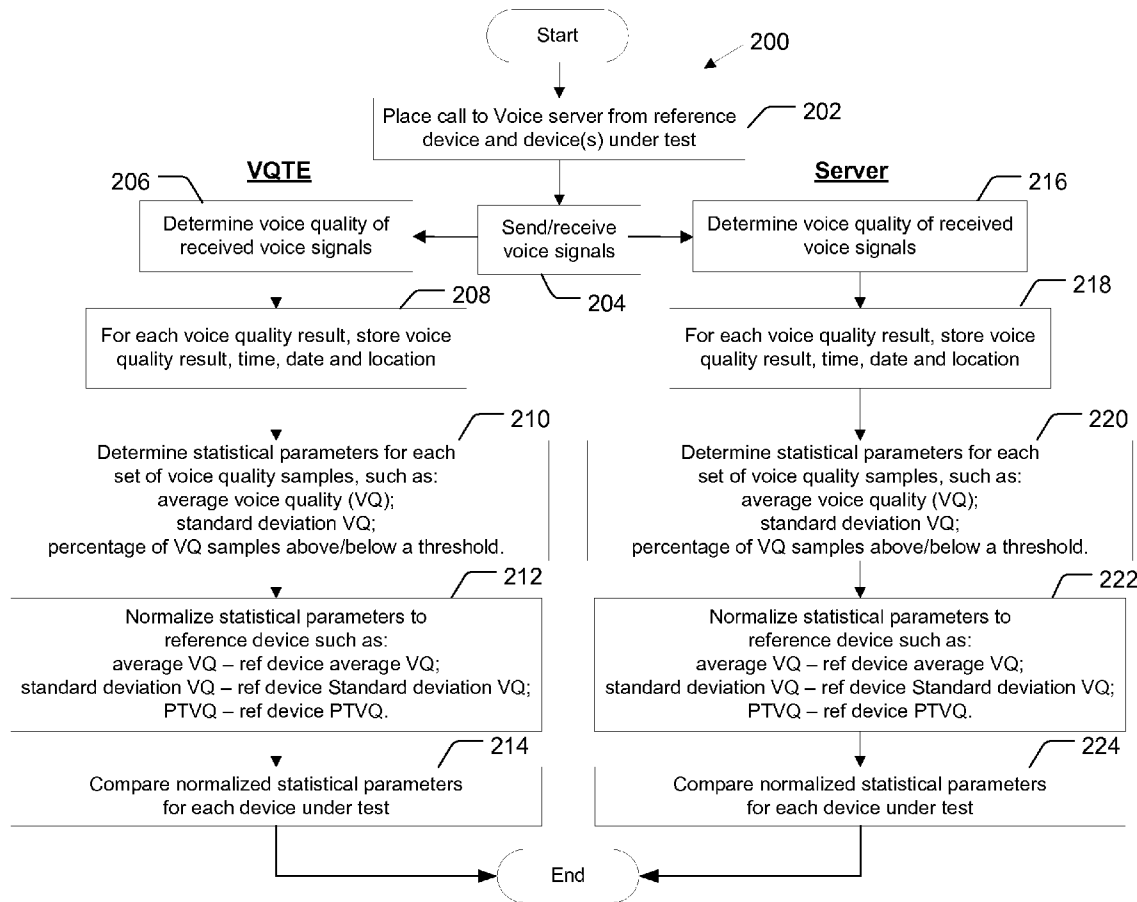 Start
200
Place call to Voice server from reference
device and device(s) under test
202
VQTE
Server
206
Determine voice quality of
received voice signals
Send/receive
voice signals
204
216
Determine voice quality of received
voice signals
208
For each voice quality result, store voice
quality result, time, date and location
218
For each voice quality result, store voice
quality result, time, date and location
210
Determine statistical parameters for each
set of voice quality samples, such as:
average voice quality (VQ);
standard deviation VQ;
percentage of VQ samples above/below a threshold.
220
Determine statistical parameters for each
set of voice quality samples, such as:
average voice quality (VQ);
standard deviation VQ;
percentage of VQ samples above/below a threshold.
212
Normalize statistical parameters to
reference device such as:
average VQ – ref device average VQ;
standard deviation VQ – ref device Standard deviation VQ;
PTVQ – ref device PTVQ.
222
Normalize statistical parameters to
reference device such as:
average VQ – ref device average VQ;
standard deviation VQ – ref device Standard deviation VQ;
PTVQ – ref device PTVQ.
214
Compare normalized statistical parameters
for each device under test
224
Compare normalized statistical parameters
for each device under test
End